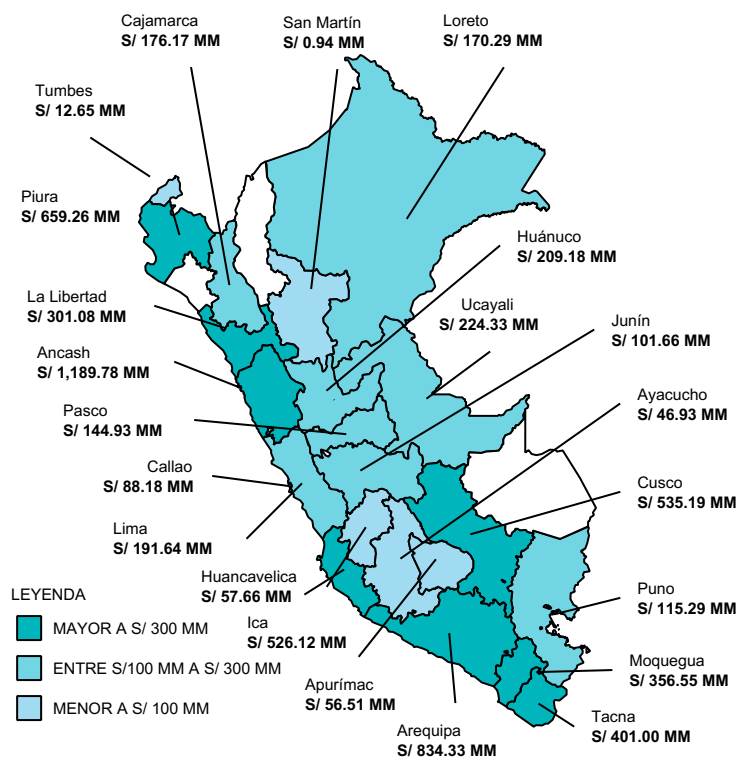 Cajamarca
S/ 176.17 MM
San Martín
S/ 0.94 MM
Loreto
S/ 170.29 MM
Tumbes
S/ 12.65 MM
Piura
S/ 659.26 MM
Huánuco
S/ 209.18 MM
La Libertad
S/ 301.08 MM
Ucayali
S/ 224.33 MM
Junín
S/ 101.66 MM
Ancash
S/ 1,189.78 MM
Ayacucho
S/ 46.93 MM
Pasco
S/ 144.93 MM
Callao
S/ 88.18 MM
Cusco
S/ 535.19 MM
Lima
S/ 191.64 MM
Huancavelica
S/ 57.66 MM
Puno
S/ 115.29 MM
Ica
S/ 526.12 MM
Moquegua
S/ 356.55 MM
Apurímac
S/ 56.51 MM
Tacna
S/ 401.00 MM
Arequipa
S/ 834.33 MM
LEYENDA
MAYOR A S/ 300 MM
ENTRE S/100 MM A S/ 300 MM
MENOR A S/ 100 MM